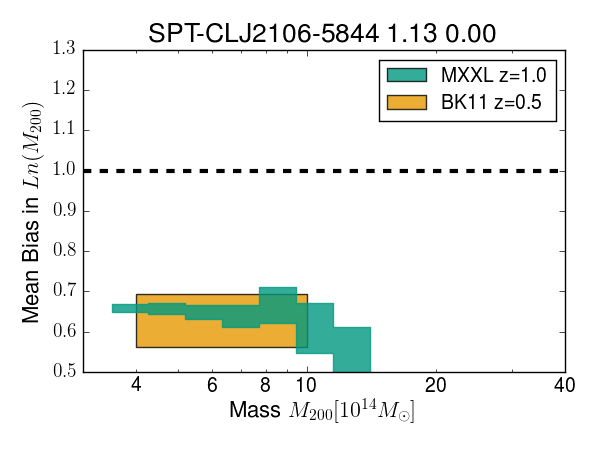 SPT-CLJ2106-5844 1.13 0.00
MXXL z=1.0
BK11 z=0.5
Mean Bias in Ln(M200)
1.3
1.2
1.1
1.0
0.9
0.8
0.7
0.6
0.5
4 6 8 10 20 40
Mass M200[10^14 M⊙]